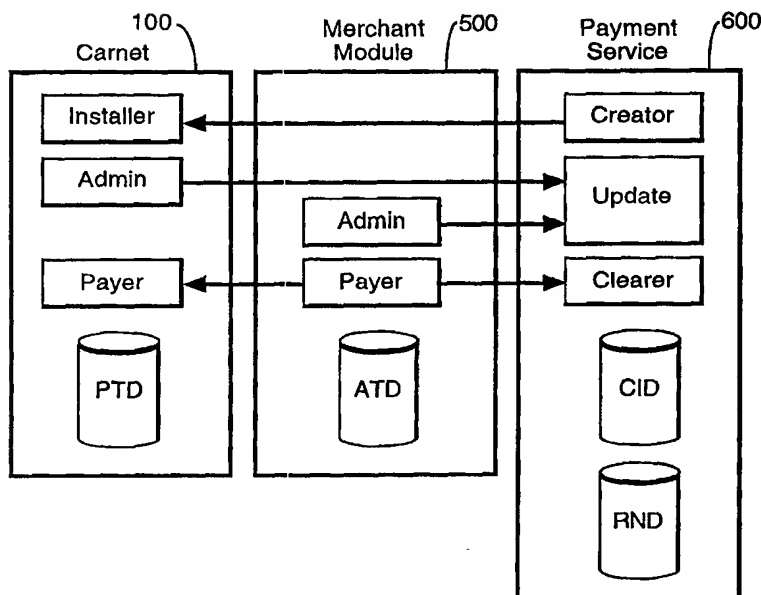 100
Carnet
Merchant
Module
500
Payment
Service
600
Installer
Creator
Admin
Update
Admin
Payer
Payer
Clearer
PTD
ATD
CID
RND